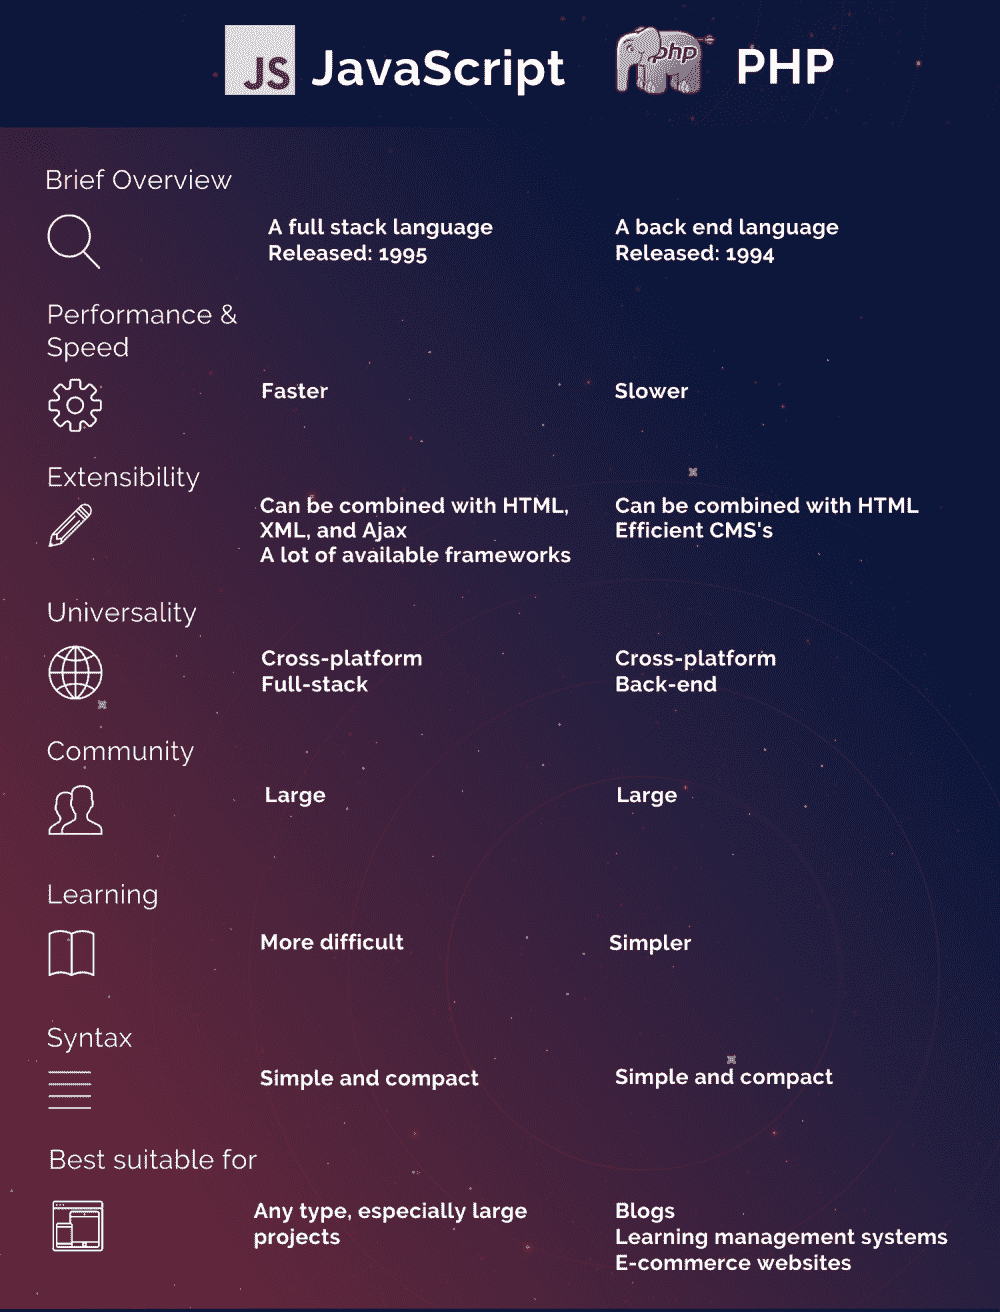 JS JavaScript php PHP
Brief Overview
A full stack language
Released: 1995
A back end language
Released: 1994
Performance &
Speed
Faster
Slower
Extensibility
Can be combined with HTML,
XML, and Ajax
A lot of available frameworks
Can be combined with HTML
Efficient CMS's
Universality
Cross-platform
Full-stack
Cross-platform
Back-end
Community
Large
Large
Learning
More difficult
Simpler
Syntax
Simple and compact
Simple and compact
Best suitable for
Any type, especially large
projects
Blogs
Learning management systems
E-commerce websites